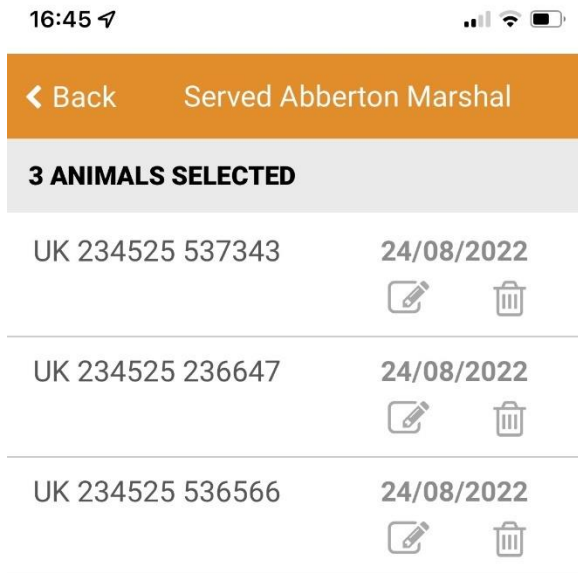 16:45
Back Served Abberton Marshal
3 ANIMALS SELECTED
UK 234525 537343 24/08/2022
UK 234525 236647 24/08/2022
UK 234525 536566 24/08/2022